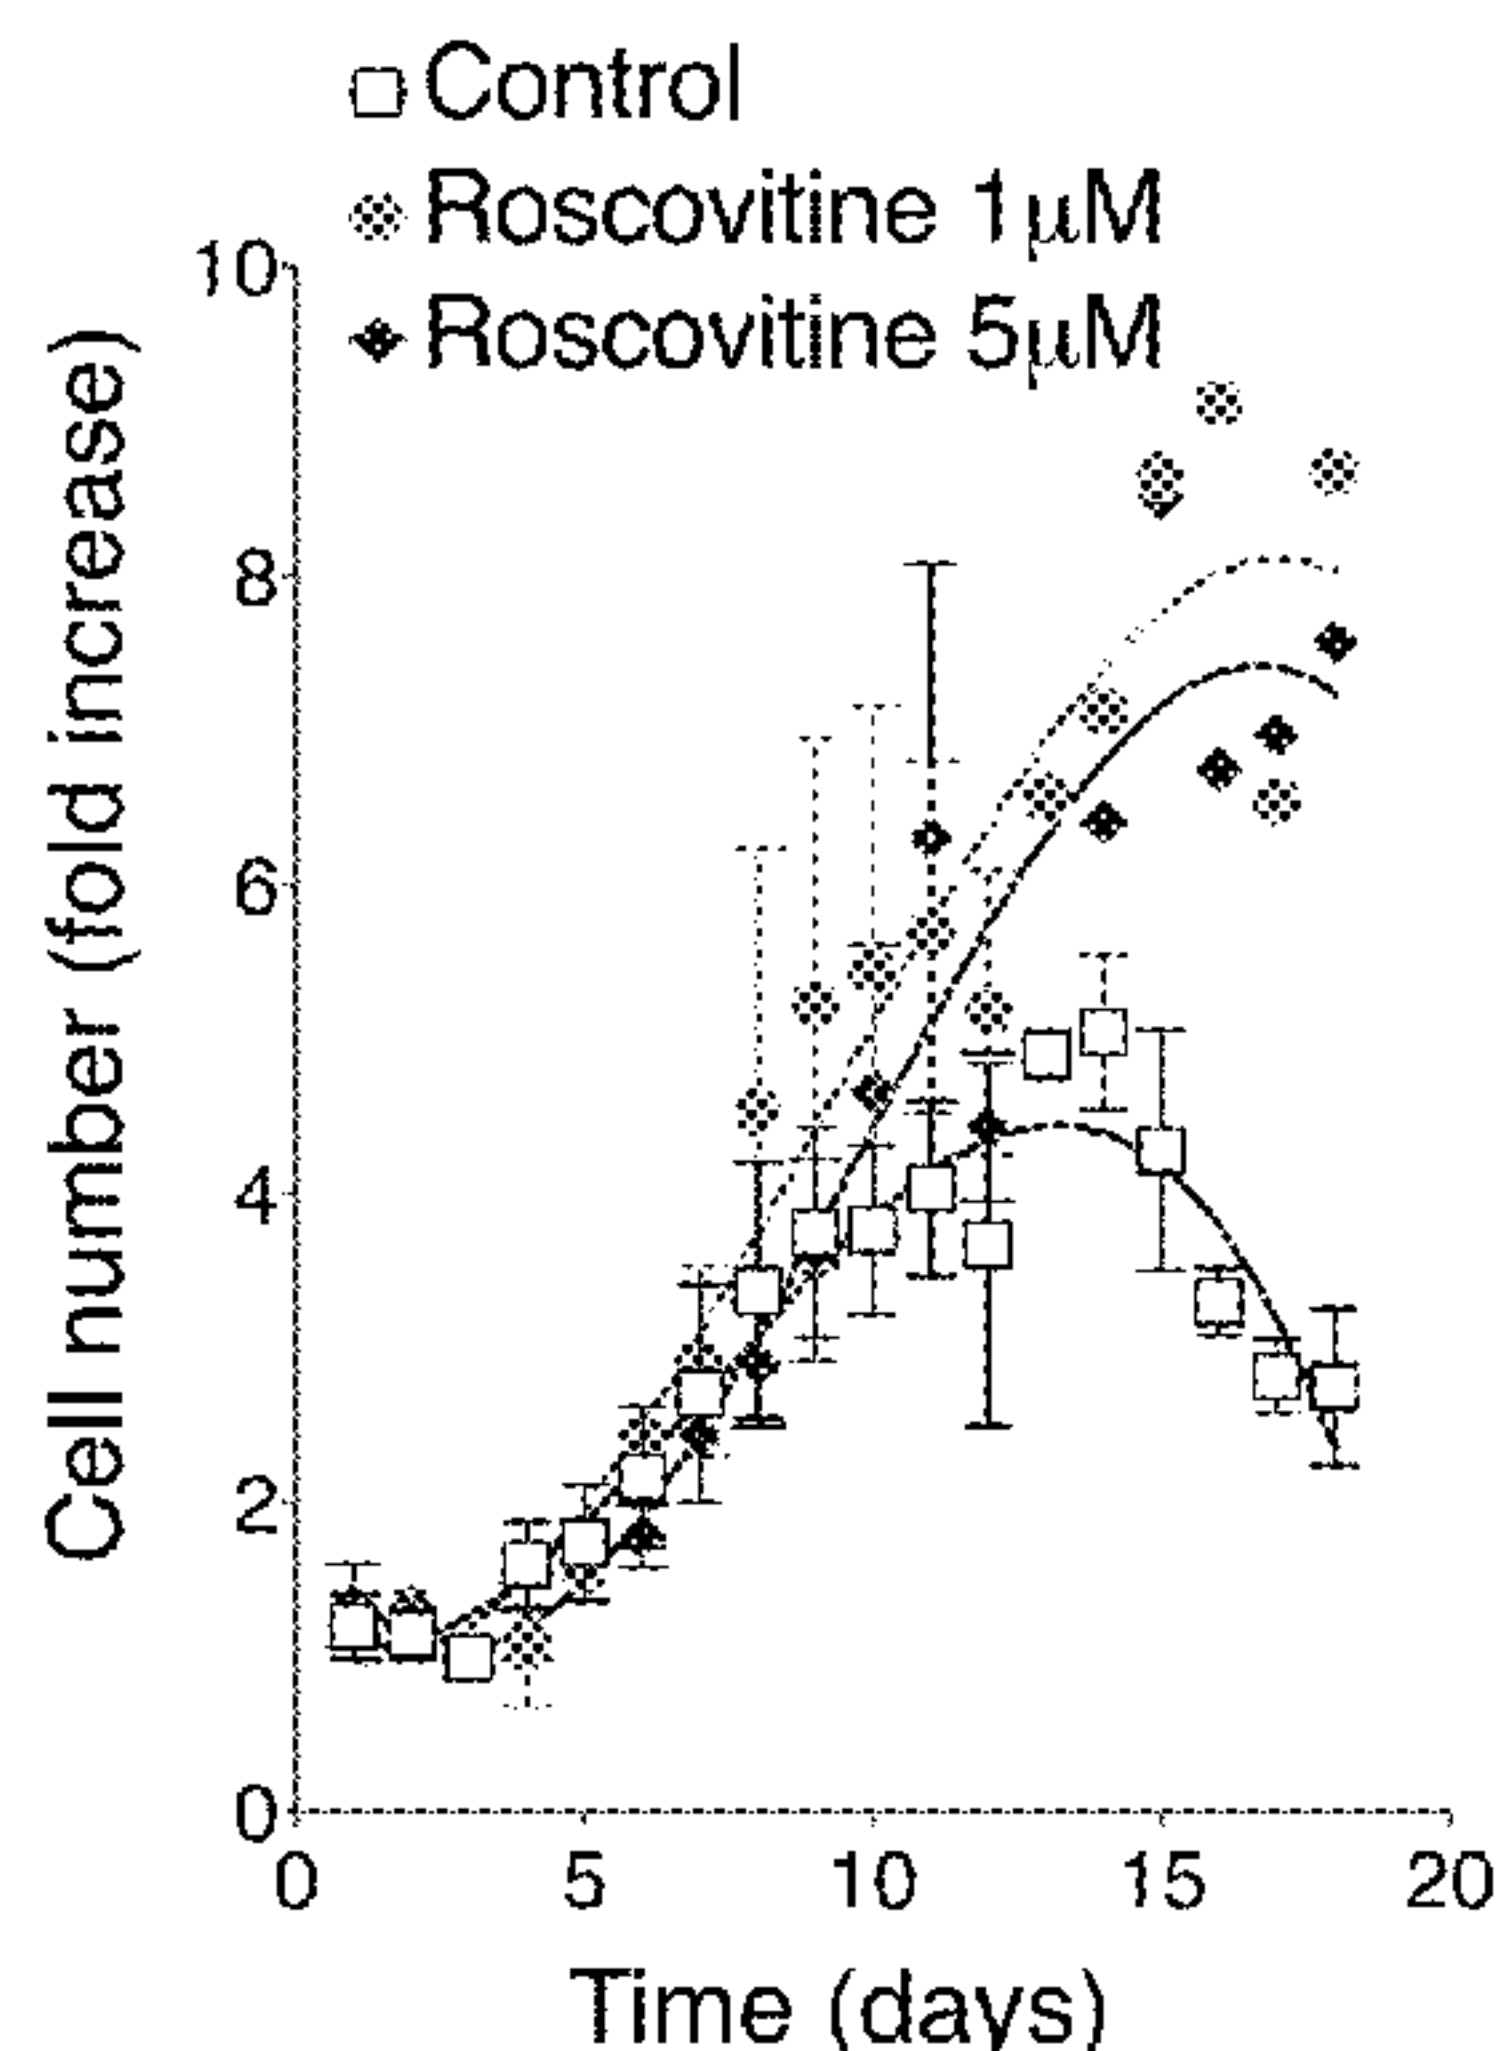 Control
Roscovitine 1μM
Roscovitine 5μM
Cell number (fold increase)
10
8
6
4
2
0
0 5 10 15 20
Time (days)